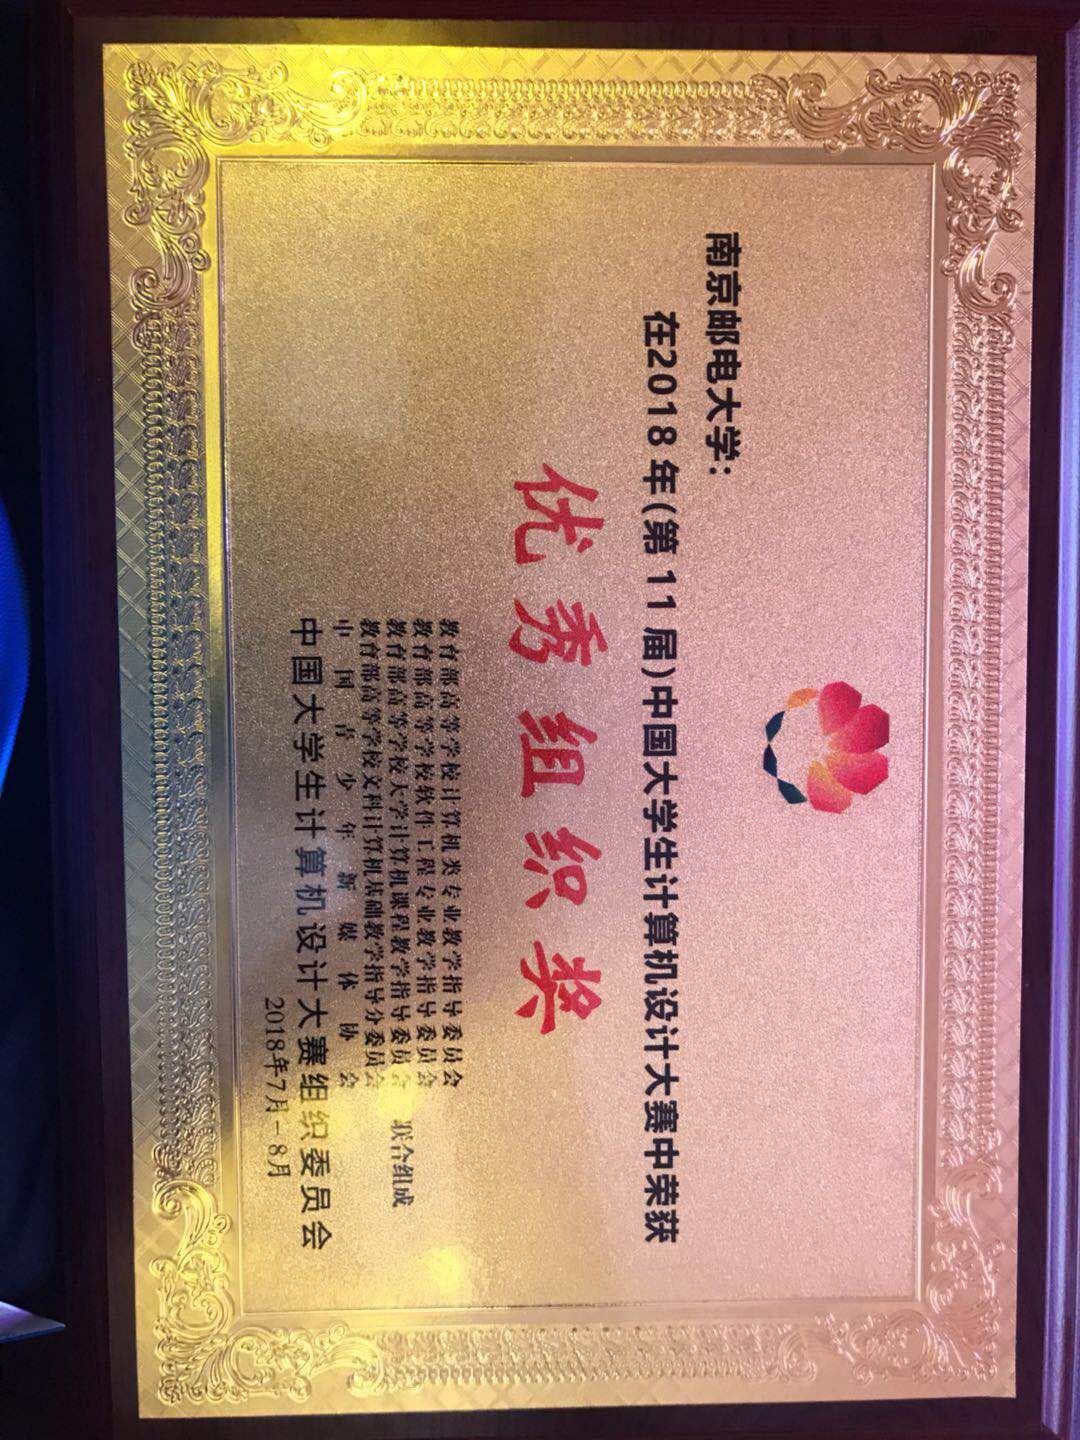 南京邮电大学：
在2018年(第11届)中国大学生计算机设计大赛中荣获
优秀组织奖
教育部高等学校计算机类专业教学指导委员会
教育部高等学校软件工程专业教学指导委员会
教育部高等学校大学计算机课程教学指导委员会 联合组成
教育部高等学校文科计算机基础教学指导分委员会
中国青少年新媒体协会
中国大学生计算机设计大赛组织委员会
2018年7月-8月